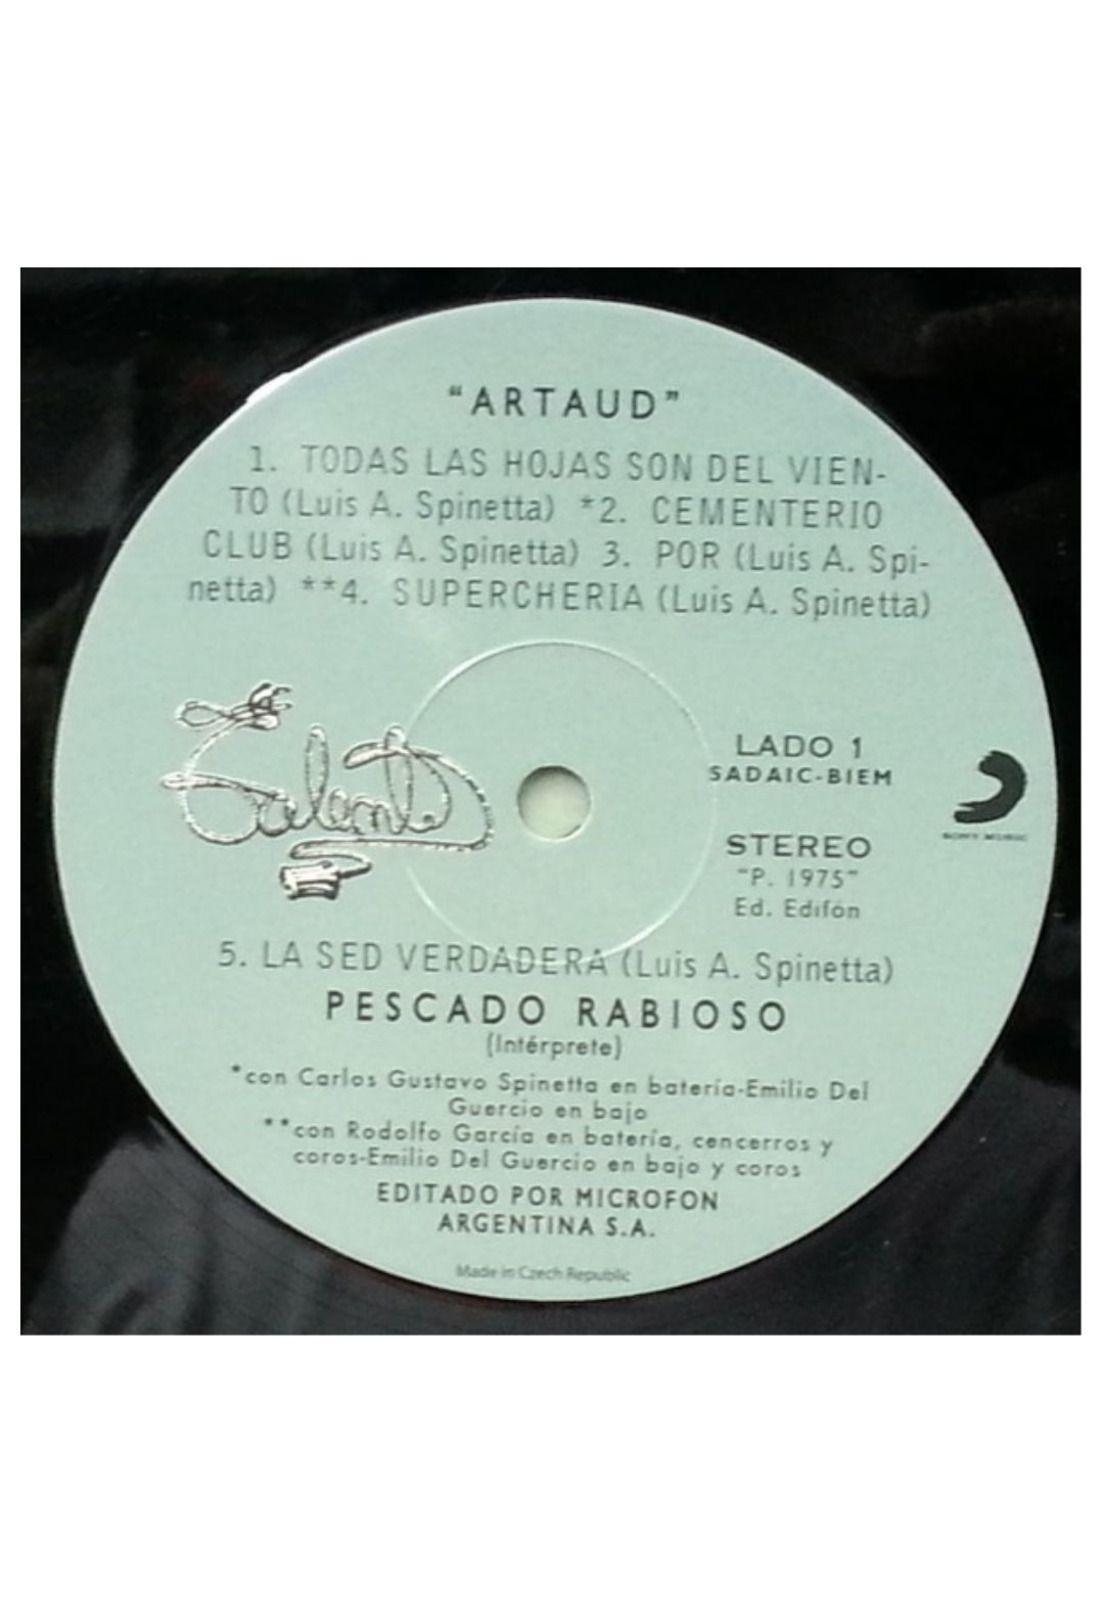 "ARTAUD"
1. TODAS LAS HOJAS SON DEL VIEN-
TO (Luis A. Spinetta) *2. CEMENTERIO
CLUB (Luis A. Spinetta) 3. POR (Luis A. Spi-
netta) **4. SUPERCHERIA (Luis A. Spinetta)
Talent
LADO 1
SADAIC-BIEM
SONY MUSIC
STEREO
"P. 1975"
Ed. Edifón
5. LA SED VERDADERA (Luis A. Spinetta)
PESCADO RABIOSO
(Intérprete)
*con Carlos Gustavo Spinetta en batería-Emilio Del
Guercio en bajo
**con Rodolfo García en batería, cencerros y
coros-Emilio Del Guercio en bajo y coros
EDITADO POR MICROFON
ARGENTINA S.A.
Made in Czech Republic